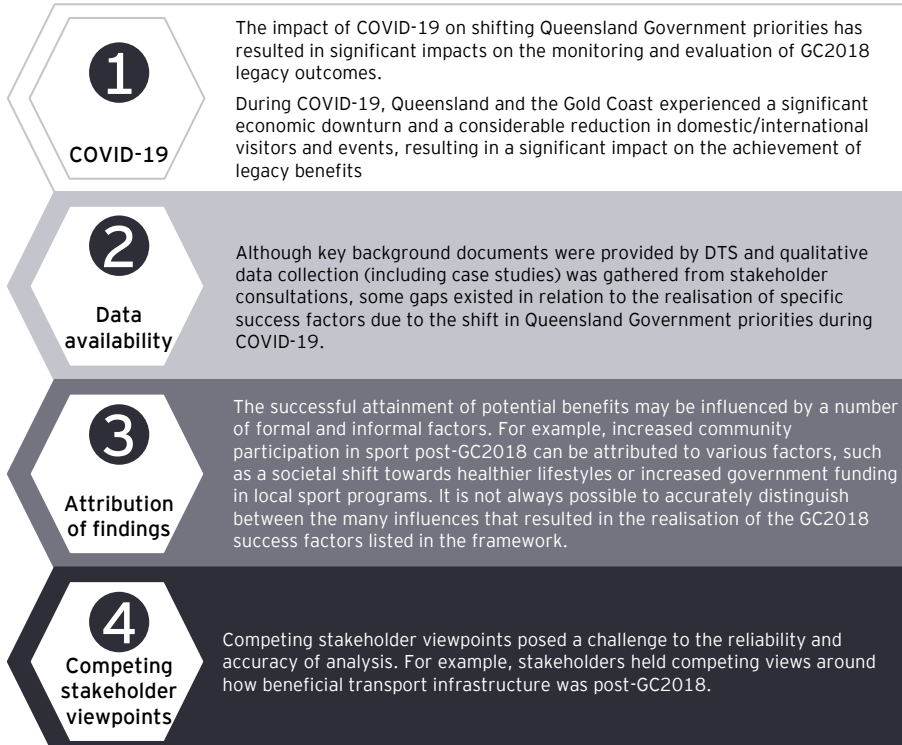 1
COVID-19
The impact of COVID-19 on shifting Queensland Government priorities has
resulted in significant impacts on the monitoring and evaluation of GC2018
legacy outcomes.
During COVID-19, Queensland and the Gold Coast experienced a significant
economic downturn and a considerable reduction in domestic/international
visitors and events, resulting in a significant impact on the achievement of
legacy benefits
2
Data
availability
Although key background documents were provided by DTS and qualitative
data collection (including case studies) was gathered from stakeholder
consultations, some gaps existed in relation to the realisation of specific
success factors due to the shift in Queensland Government priorities during
COVID-19.
3
Attribution
of findings
The successful attainment of potential benefits may be influenced by a number
of formal and informal factors. For example, increased community
participation in sport post-GC2018 can be attributed to various factors, such
as a societal shift towards healthier lifestyles or increased government funding
in local sport programs. It is not always possible to accurately distinguish
between the many influences that resulted in the realisation of the GC2018
success factors listed in the framework.
4
Competing
stakeholder
viewpoints
Competing stakeholder viewpoints posed a challenge to the reliability and
accuracy of analysis. For example, stakeholders held competing views around
how beneficial transport infrastructure was post-GC2018.